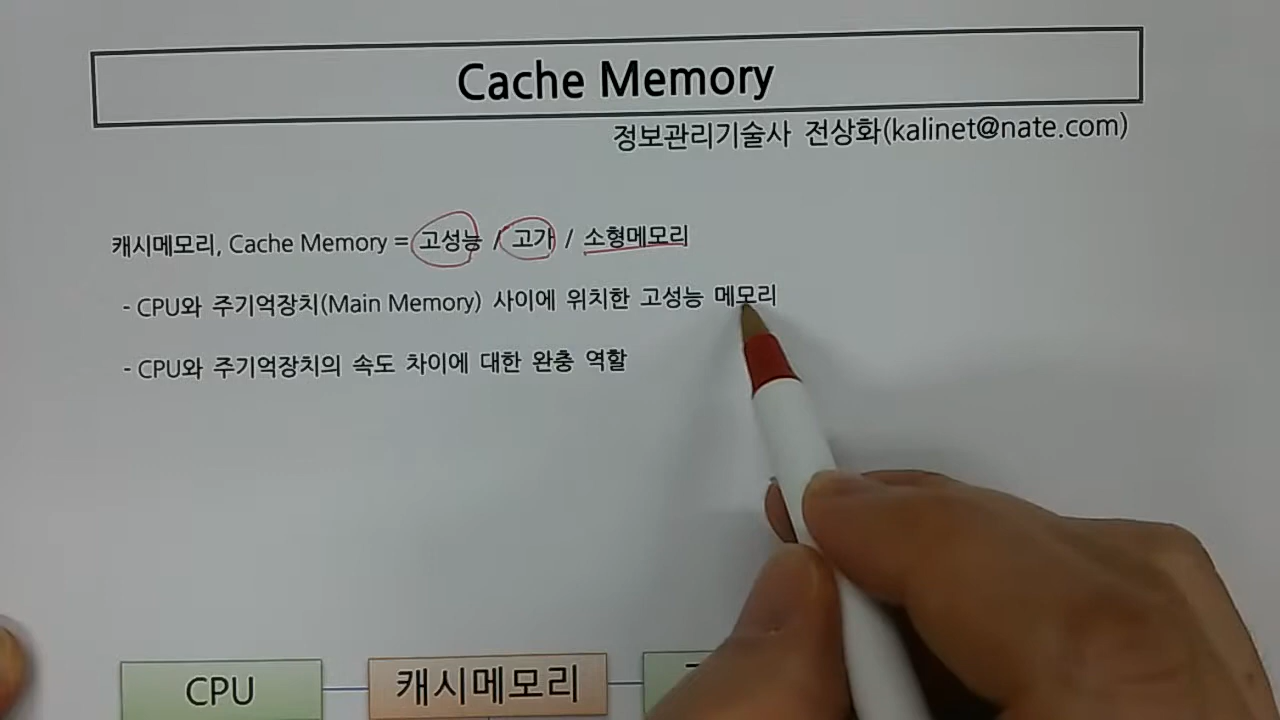 Cache Memory
정보관리기술사 전상화(kalinet@nate.com)
캐시메모리, Cache Memory = 고성능 / 고가 / 소형메모리
- CPU와 주기억장치(Main Memory) 사이에 위치한 고성능 메모리
- CPU와 주기억장치의 속도 차이에 대한 완충 역할
CPU 캐시메모리